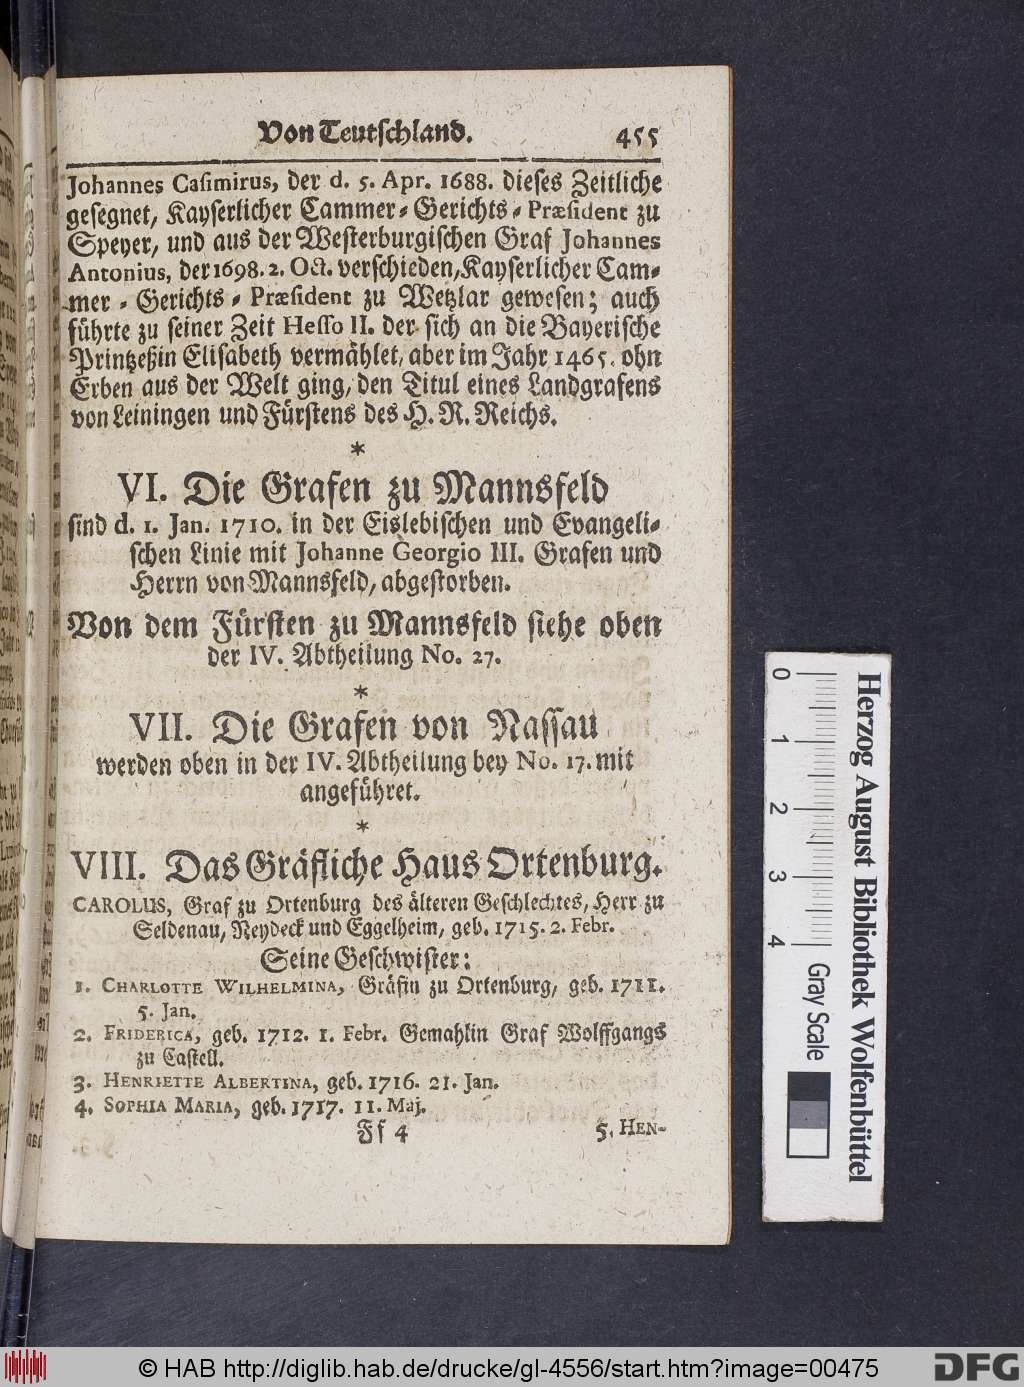 Von Teutschland. 455
Johannes Casimirus, der d. 5. Apr. 1688. dieses Zeitliche
gesegnet, Kayserlicher Cammer-Gerichts-Præsident zu
Speyer, und aus der Westerburgischen Graf Johannes
Antonius, der 1698. 2. Oct. verschieden, Kayserlicher Cam-
mer-Gerichts-Præsident zu Wetzlar gewesen; auch
führte zu seiner Zeit Hesso II. der sich an die Bayerische
Printzeßin Elisabeth vermählet, aber im Jahr 1465. ohn
Erben aus der Welt ging, den Titul eines Landgrafens
von Leiningen und Fürstens des H. R. Reichs.
*
VI. Die Grafen zu Mannsfeld
sind d. 1. Jan. 1710. in der Eislebischen und Evangeli-
schen Linie mit Johanne Georgio III. Grafen und
Herrn von Mannsfeld, abgestorben.
Von dem Fürsten zu Mannsfeld siehe oben
der IV. Abtheilung No. 27.
*
VII. Die Grafen von Nassau
werden oben in der IV. Abtheilung bey No. 17. mit
angeführet.
*
VIII. Das Gräfliche Haus Ortenburg.
CAROLUS, Graf zu Ortenburg des älteren Geschlechtes, Herr zu
Seldenau, Neydeck und Eggelheim, geb. 1715. 2. Febr.
Seine Geschwister:
1. CHARLOTTE WILHELMINA, Gräfin zu Ortenburg, geb. 1711.
5. Jan.
2. FRIDERICA, geb. 1712. 1. Febr. Gemahlin Graf Wolffgangs
zu Castell.
3. HENRIETTE ALBERTINA, geb. 1716. 21. Jan.
4. SOPHIA MARIA, geb. 1717. 11. Maj.
Ff 4 5. HEN-
0 1 2 3 4 Gray Scale
Herzog August Bibliothek Wolfenbüttel
© HAB http://diglib.hab.de/drucke/gl-4556/start.htm?image=00475
DFG